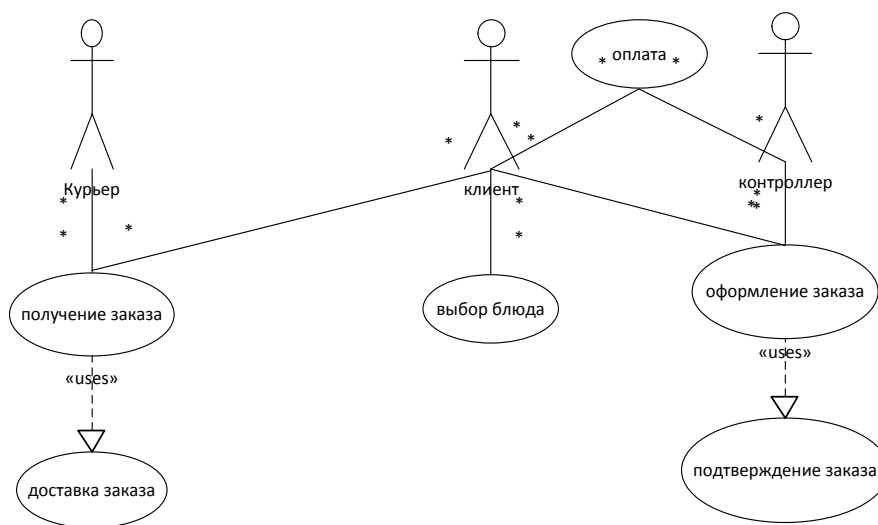 оплата
* *
*
*
*
*
Курьер
клиент
контроллер
*
*
*
*
*
*
*
*
*
получение заказа
выбор блюда
оформление заказа
«uses»
«uses»
доставка заказа
подтверждение заказа